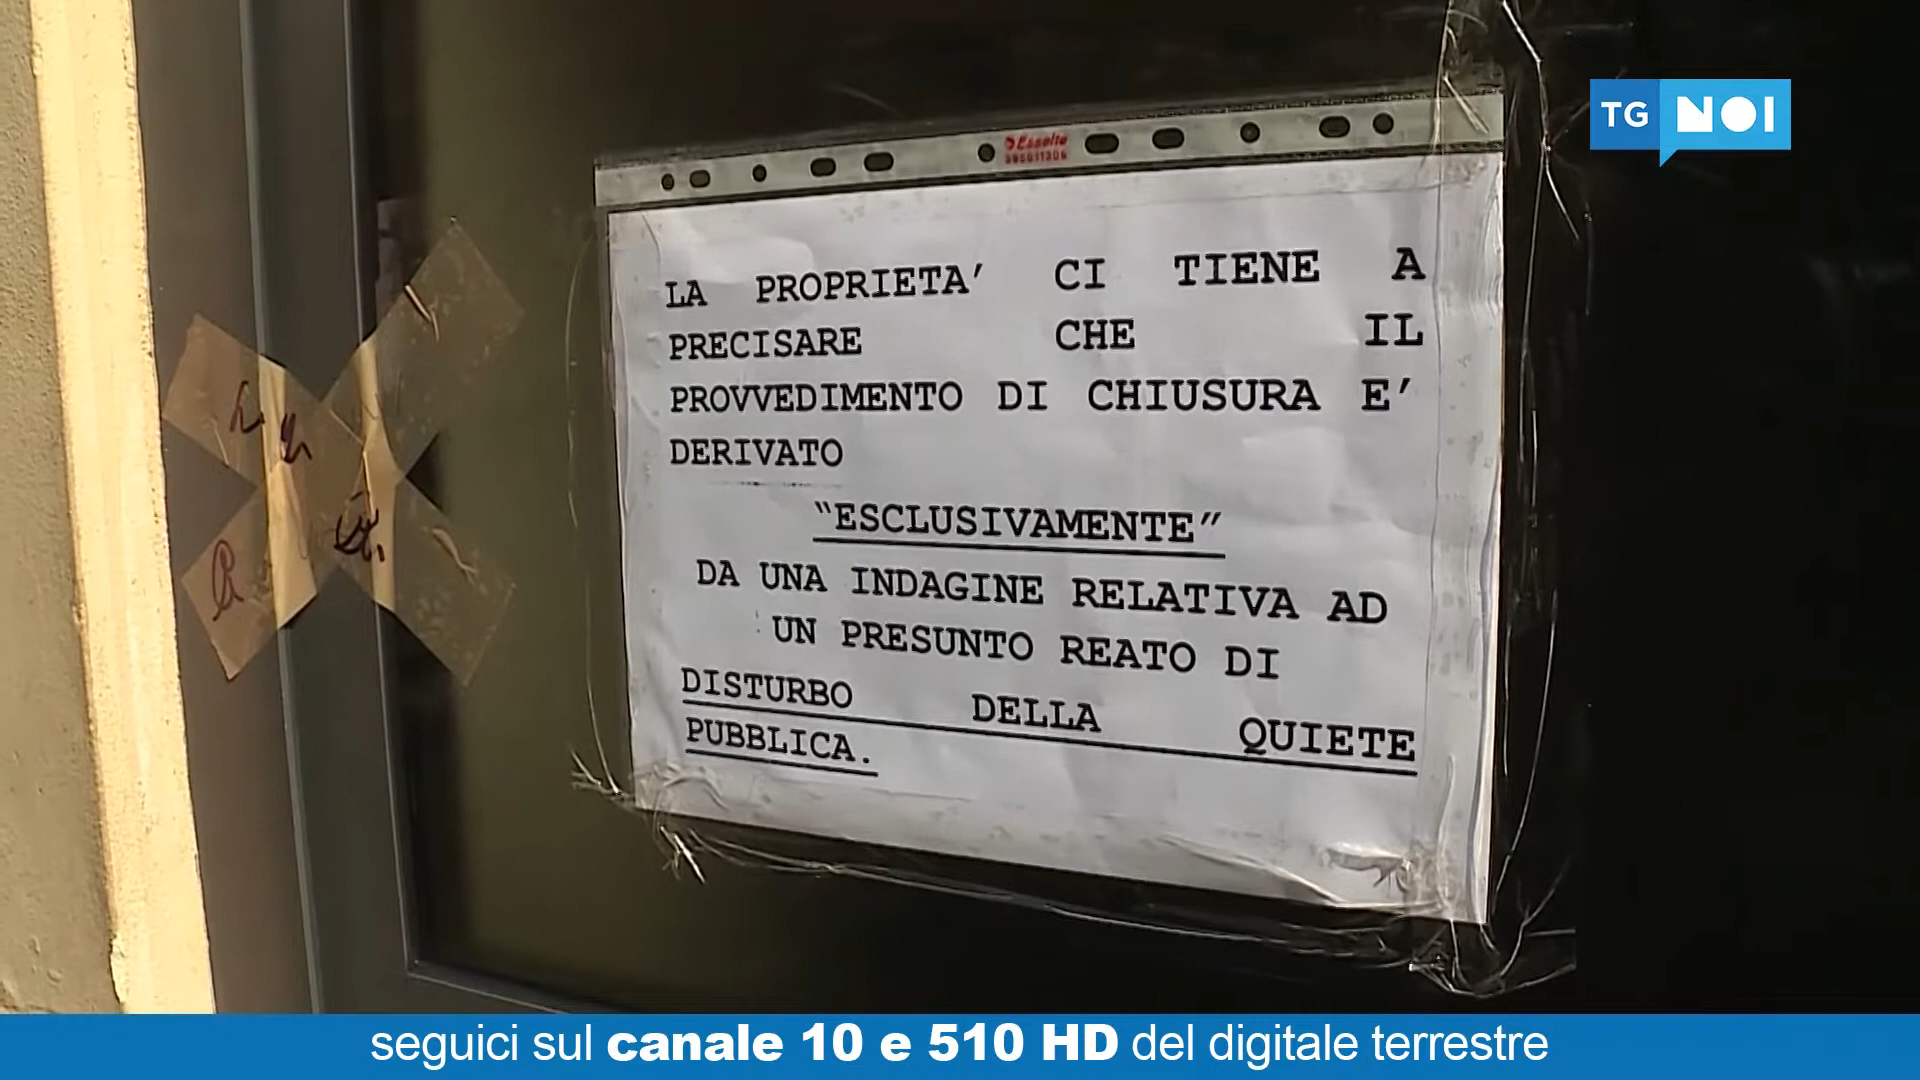 TG NOI
Esselte
LA PROPRIETA’ CI TIENE A
PRECISARE CHE IL
PROVVEDIMENTO DI CHIUSURA E’
DERIVATO
“ESCLUSIVAMENTE”
DA UNA INDAGINE RELATIVA AD
UN PRESUNTO REATO DI
DISTURBO DELLA QUIETE
PUBBLICA.
seguici sul canale 10 e 510 HD del digitale terrestre